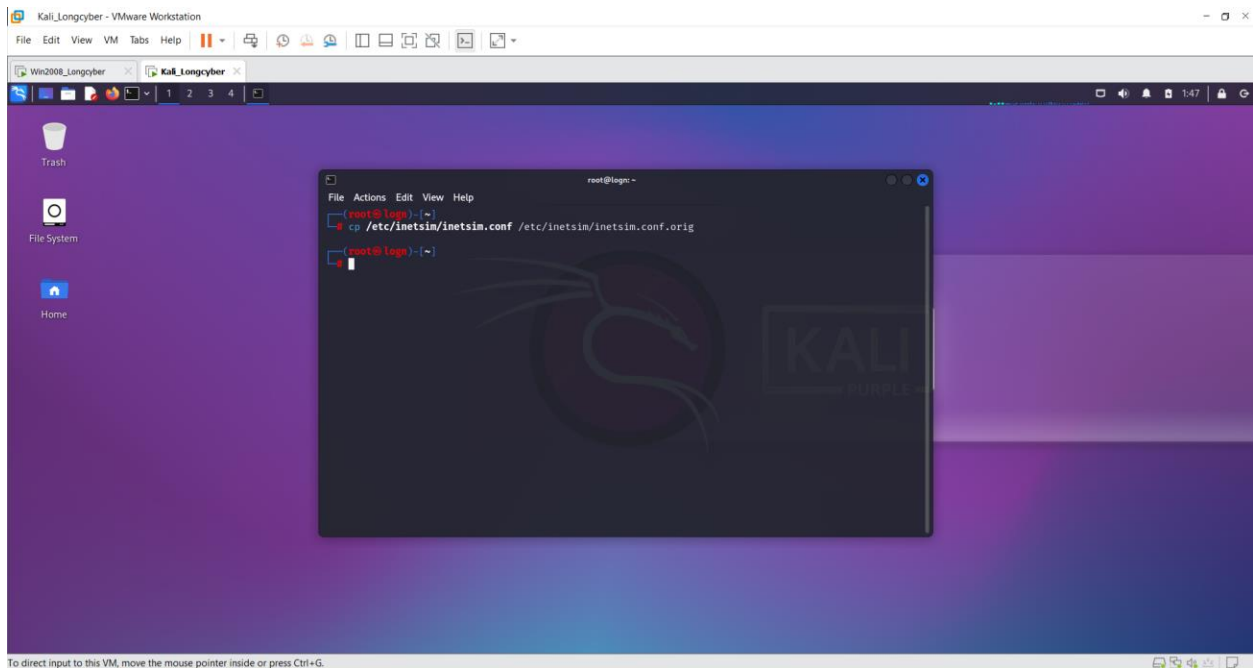 Kali_Longcyber - VMware Workstation
File Edit View VM Tabs Help
Win2008_Longcyber Kali_Longcyber
1 2 3 4 1:47
Trash
File System
Home
root@logn: ~
File Actions Edit View Help
(root㉿logn)-[~]
# cp /etc/inetsim/inetsim.conf /etc/inetsim/inetsim.conf.orig
(root㉿logn)-[~]
#
KALI
PURPLE
To direct input to this VM, move the mouse pointer inside or press Ctrl+G.